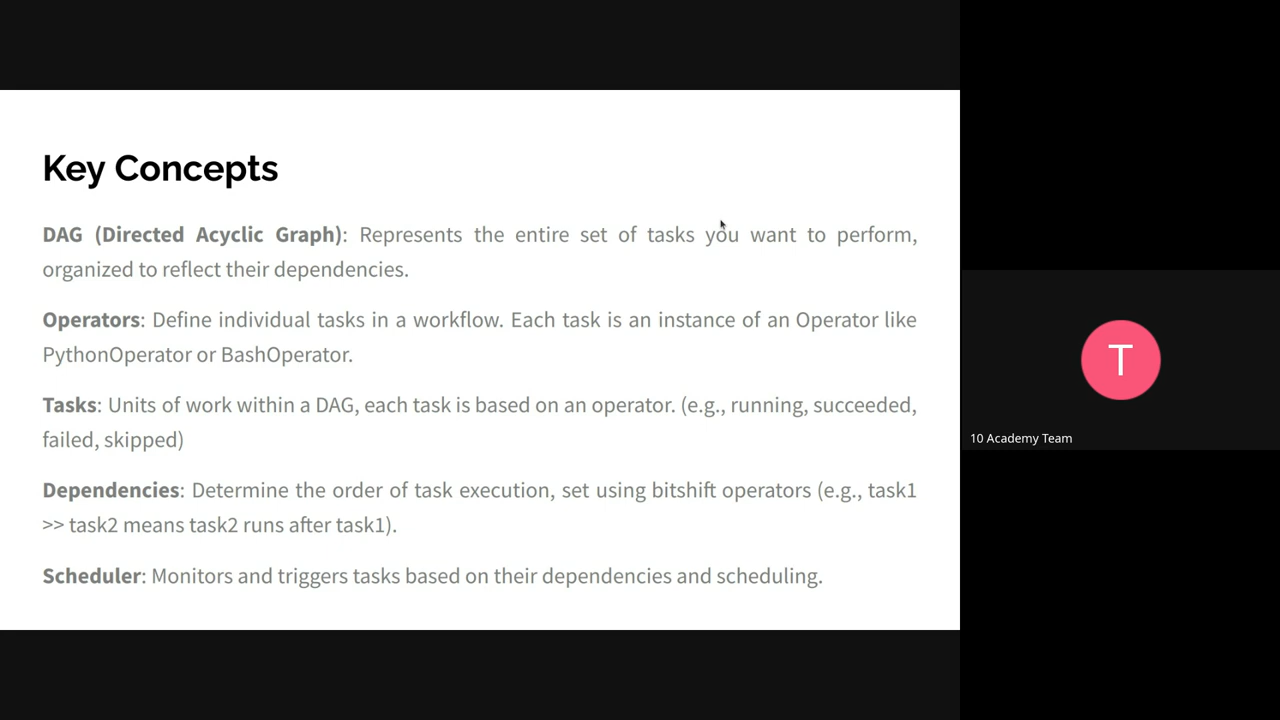 Key Concepts
DAG (Directed Acyclic Graph): Represents the entire set of tasks you want to perform,
organized to reflect their dependencies.
Operators: Define individual tasks in a workflow. Each task is an instance of an Operator like
PythonOperator or BashOperator.
Tasks: Units of work within a DAG, each task is based on an operator. (e.g., running, succeeded,
failed, skipped)
Dependencies: Determine the order of task execution, set using bitshift operators (e.g., task1
>> task2 means task2 runs after task1).
Scheduler: Monitors and triggers tasks based on their dependencies and scheduling.
T
10 Academy Team